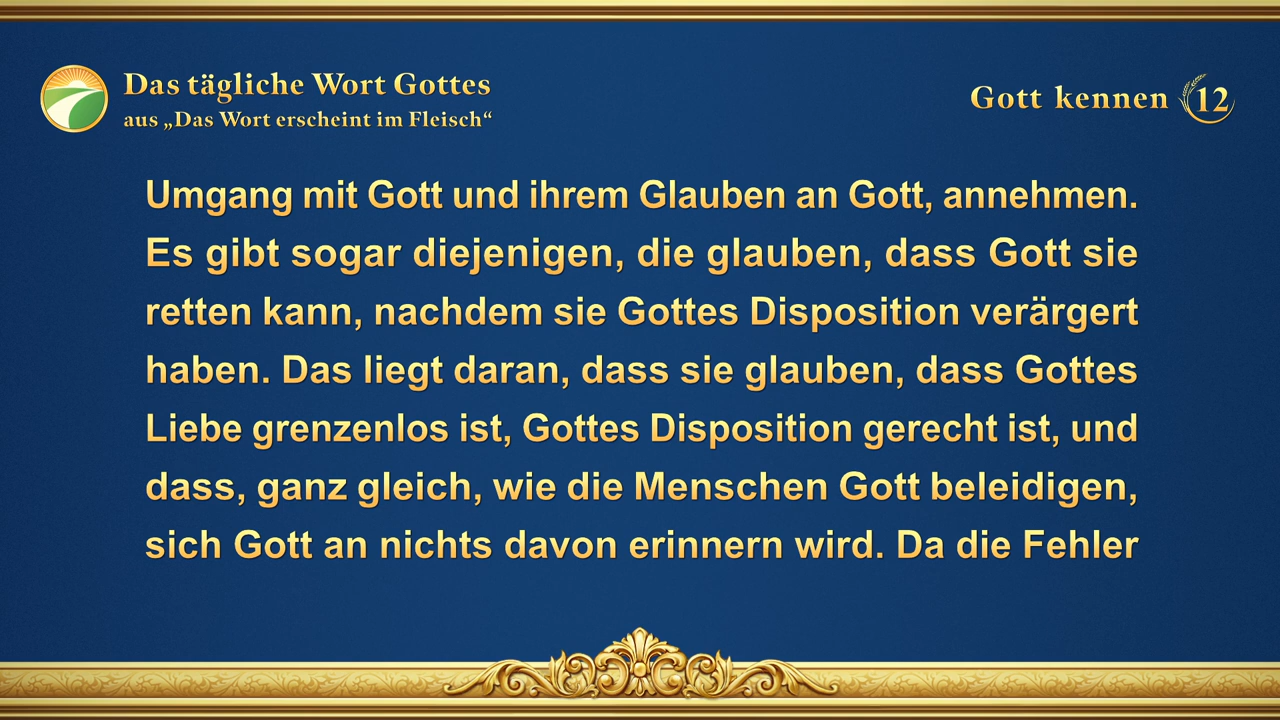 Das tägliche Wort Gottes
aus „Das Wort erscheint im Fleisch“
Gott kennen 12
Umgang mit Gott und ihrem Glauben an Gott, annehmen.
Es gibt sogar diejenigen, die glauben, dass Gott sie
retten kann, nachdem sie Gottes Disposition verärgert
haben. Das liegt daran, dass sie glauben, dass Gottes
Liebe grenzenlos ist, Gottes Disposition gerecht ist, und
dass, ganz gleich, wie die Menschen Gott beleidigen,
sich Gott an nichts davon erinnern wird. Da die Fehler